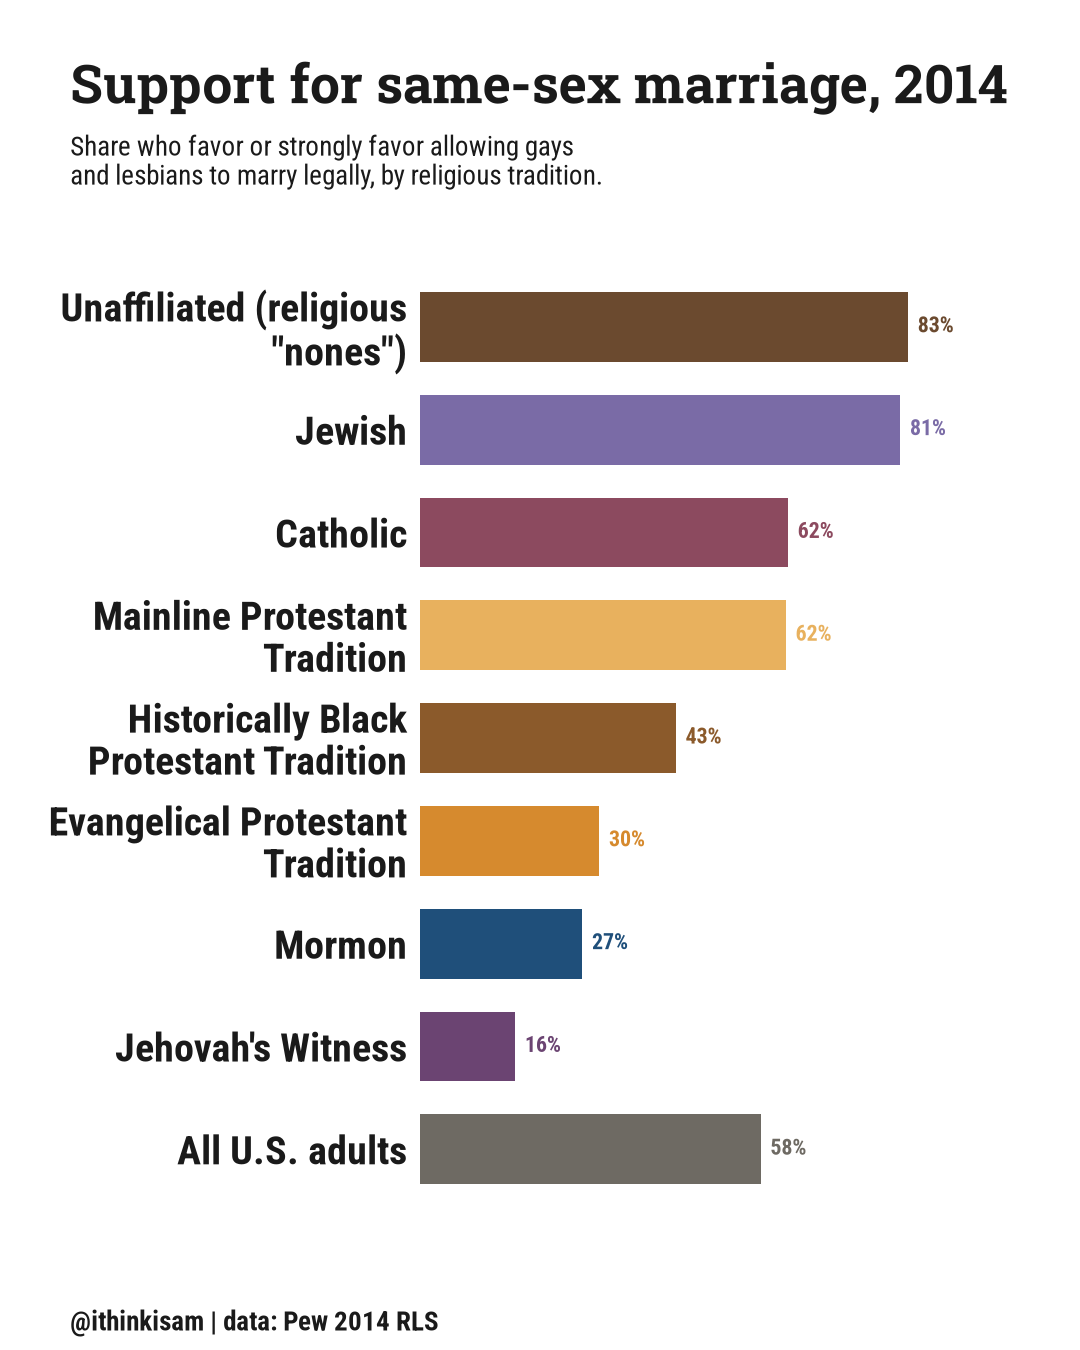 Support for same-sex marriage, 2014
Share who favor or strongly favor allowing gays
and lesbians to marry legally, by religious tradition.
Unaffiliated (religious
"nones")
83%
Jewish
81%
Catholic
62%
Mainline Protestant
Tradition
62%
Historically Black
Protestant Tradition
43%
Evangelical Protestant
Tradition
30%
Mormon
27%
Jehovah's Witness
16%
All U.S. adults
58%
@ithinkisam | data: Pew 2014 RLS